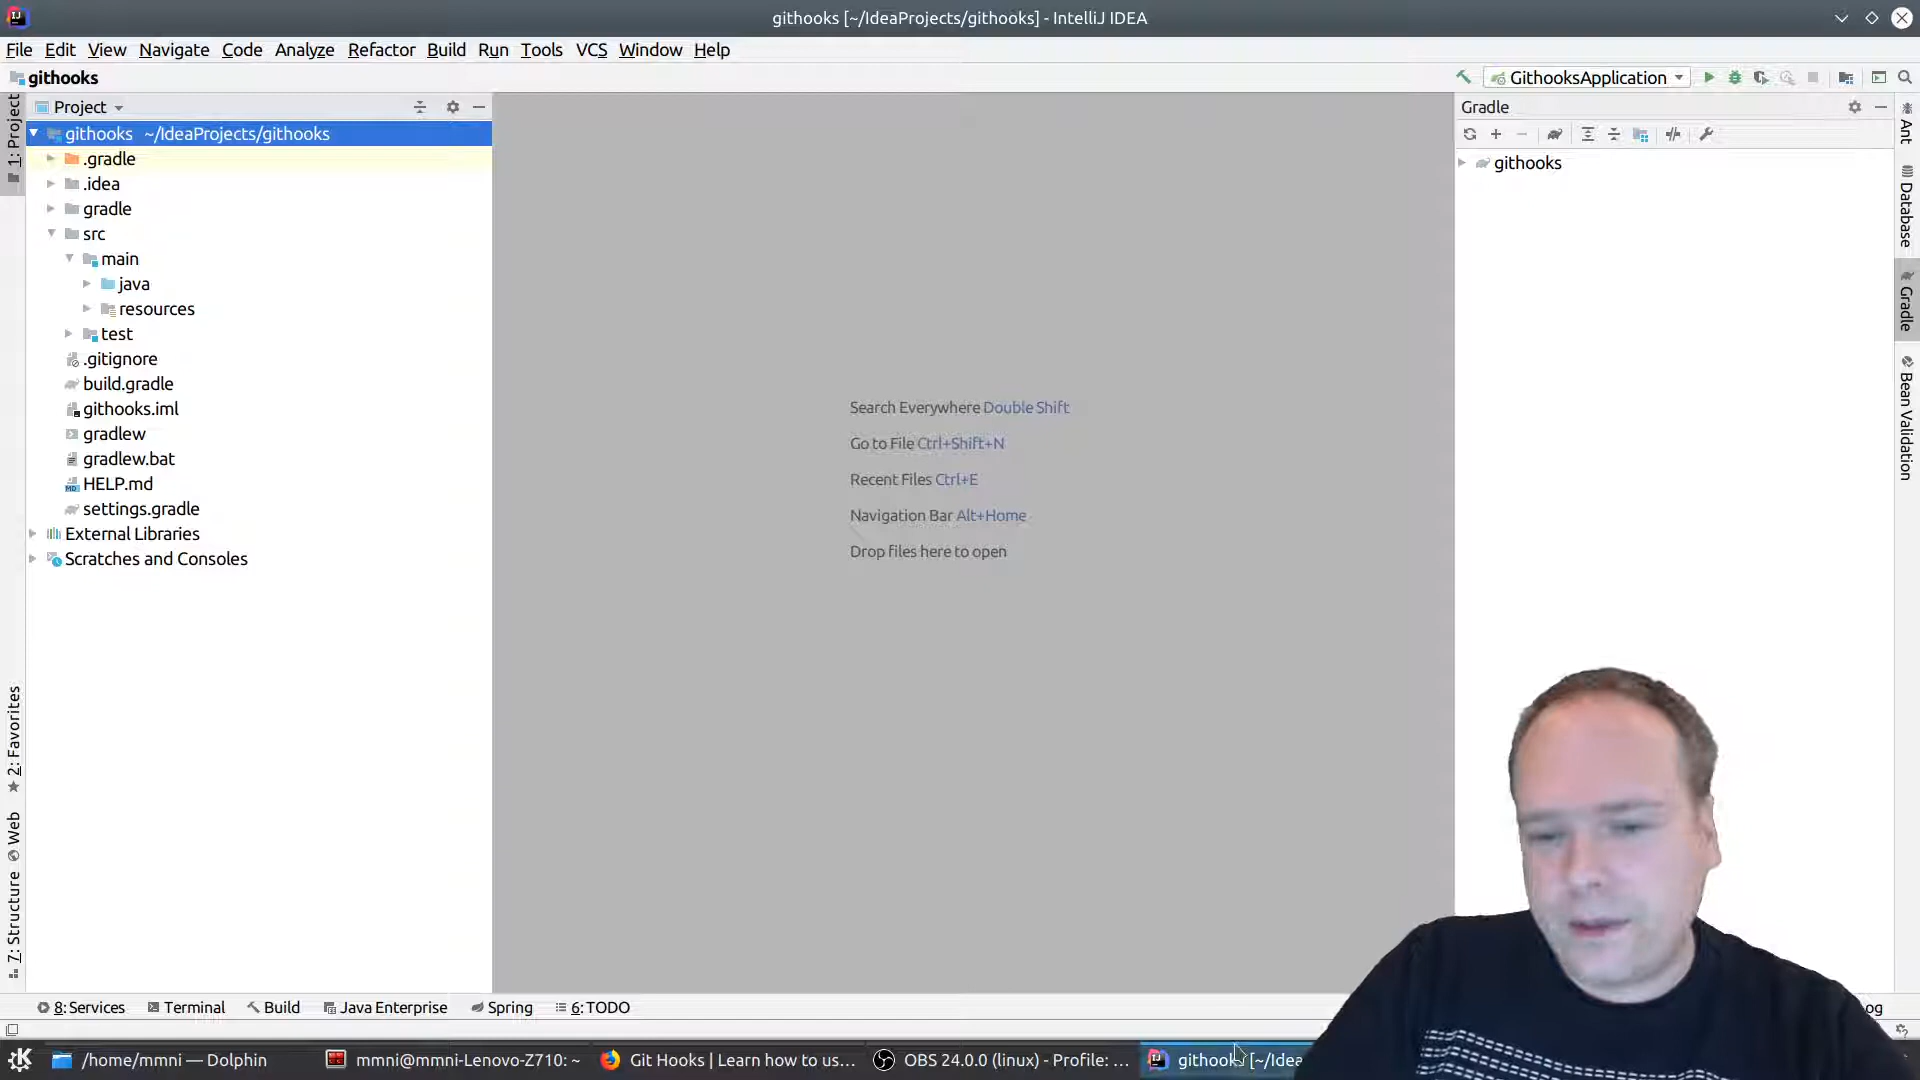 githooks [~/IdeaProjects/githooks] - IntelliJ IDEA
File Edit View Navigate Code Analyze Refactor Build Run Tools VCS Window Help
githooks
GithooksApplication
1: Project
Project
githooks ~/IdeaProjects/githooks
.gradle
.idea
gradle
src
main
java
resources
test
.gitignore
build.gradle
githooks.iml
gradlew
gradlew.bat
HELP.md
settings.gradle
External Libraries
Scratches and Consoles
Search Everywhere Double Shift
Go to File Ctrl+Shift+N
Recent Files Ctrl+E
Navigation Bar Alt+Home
Drop files here to open
Gradle
githooks
Ant
Database
Gradle
Bean Validation
2: Favorites
Web
7: Structure
8: Services Terminal Build Java Enterprise Spring 6: TODO
og
/home/mmni — Dolphin
mmni@mmni-Lenovo-Z710: ~
Git Hooks | Learn how to us...
OBS 24.0.0 (linux) - Profile: ...
githooks [~/Idea